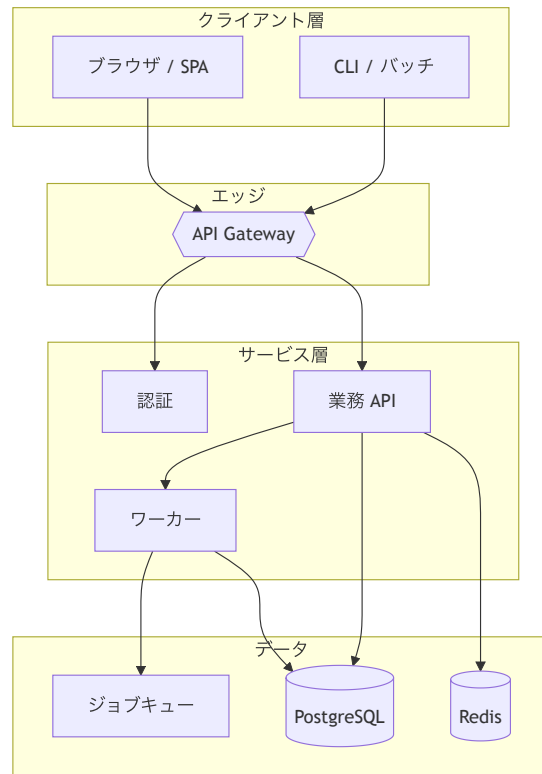 クライアント層
ブラウザ / SPA
CLI / バッチ
エッジ
API Gateway
サービス層
認証
業務 API
ワーカー
データ
ジョブキュー
PostgreSQL
Redis